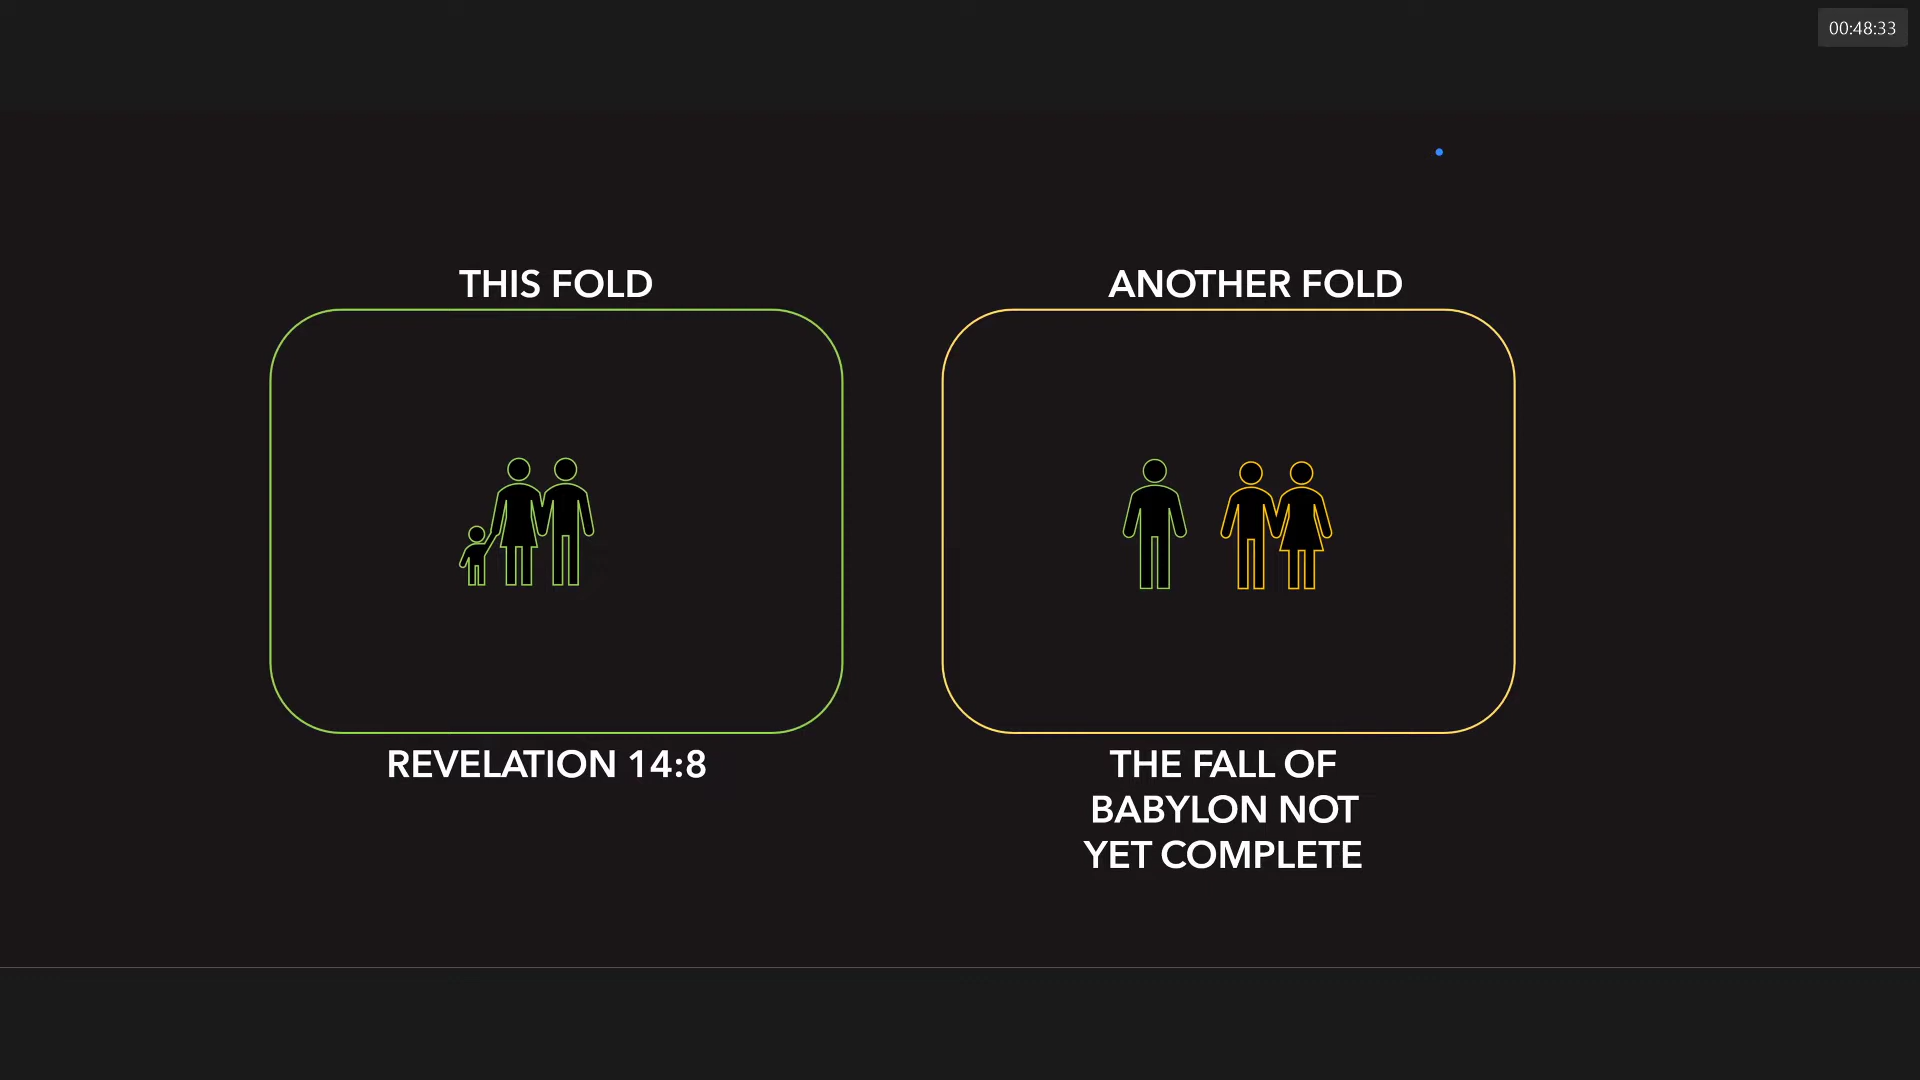 00:48:33
THIS FOLD
ANOTHER FOLD
REVELATION 14:8
THE FALL OF
BABYLON NOT
YET COMPLETE